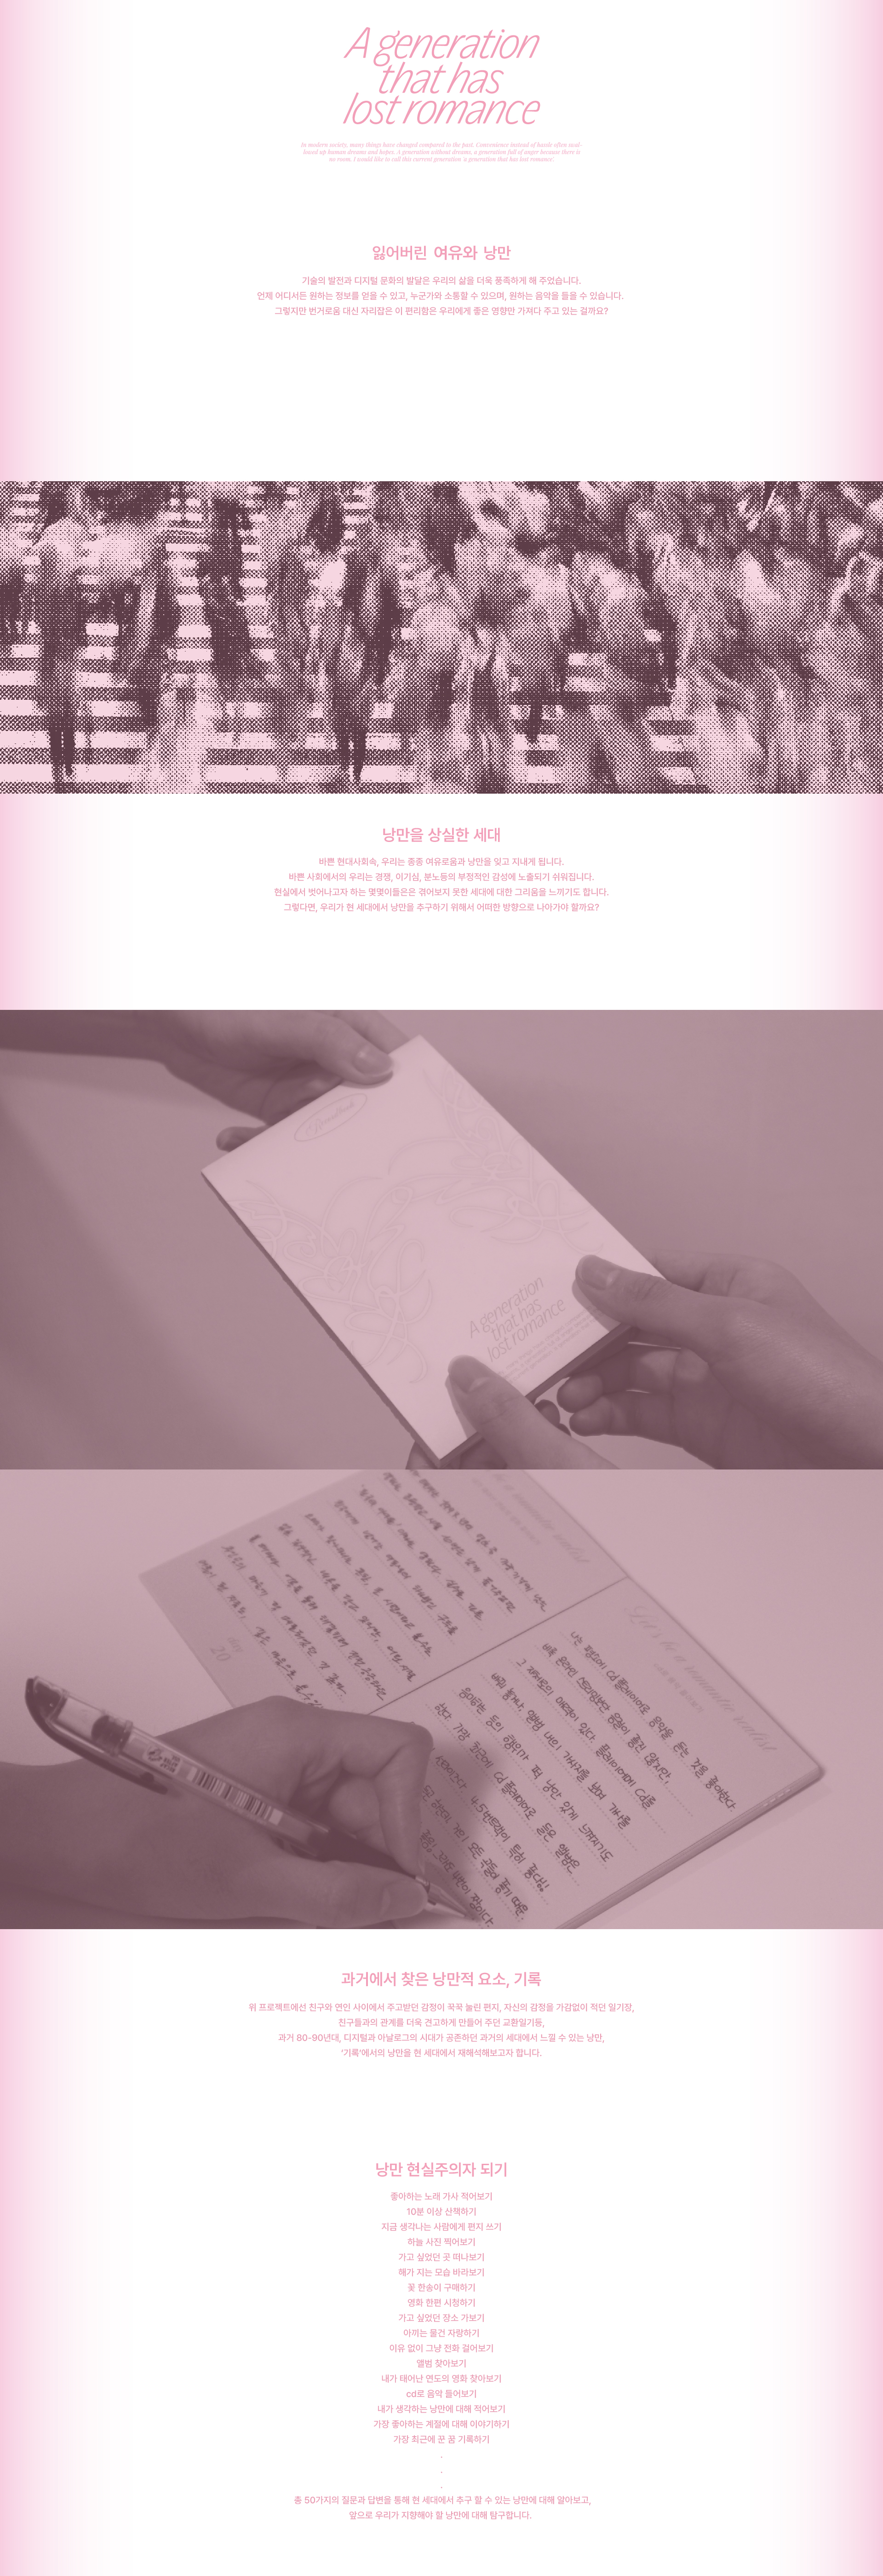 A generation
that has
lost romance
In modern society, many things have changed compared to the past. Convenience instead of hassle often swal-
lowed up human dreams and hopes. A generation without dreams, a generation full of anger because there is
no room. I would like to call this current generation 'a generation that has lost romance'.
잃어버린 여유와 낭만
기술의 발전과 디지털 문화의 발달은 우리의 삶을 더욱 풍족하게 해 주었습니다.
언제 어디서든 원하는 정보를 얻을 수 있고, 누군가와 소통할 수 있으며, 원하는 음악을 들을 수 있습니다.
그렇지만 번거로움 대신 자리잡은 이 편리함은 우리에게 좋은 영향만 가져다 주고 있는 걸까요?
낭만을 상실한 세대
바쁜 현대사회속, 우리는 종종 여유로움과 낭만을 잊고 지내게 됩니다.
바쁜 사회에서의 우리는 경쟁, 이기심, 분노등의 부정적인 감성에 노출되기 쉬워집니다.
현실에서 벗어나고자 하는 몇몇이들은은 겪어보지 못한 세대에 대한 그리움을 느끼기도 합니다.
그렇다면, 우리가 현 세대에서 낭만을 추구하기 위해서 어떠한 방향으로 나아가야 할까요?
A generation
that has
lost romance
Let's be a romantic realist
나는 평소에 cd 플레이어로 음악을 듣는 것을 좋아한다.
과거에서 찾은 낭만적 요소, 기록
위 프로젝트에선 친구와 연인 사이에서 주고받던 감정이 꾹꾹 눌린 편지, 자신의 감정을 가감없이 적던 일기장,
친구들과의 관계를 더욱 견고하게 만들어 주던 교환일기등,
과거 80-90년대, 디지털과 아날로그의 시대가 공존하던 과거의 세대에서 느낄 수 있는 낭만,
'기록'에서의 낭만을 현 세대에서 재해석해보고자 합니다.
낭만 현실주의자 되기
좋아하는 노래 가사 적어보기
10분 이상 산책하기
지금 생각나는 사람에게 편지 쓰기
하늘 사진 찍어보기
가고 싶었던 곳 떠나보기
해가 지는 모습 바라보기
꽃 한송이 구매하기
영화 한편 시청하기
가고 싶었던 장소 가보기
아끼는 물건 자랑하기
이유 없이 그냥 전화 걸어보기
앨범 찾아보기
내가 태어난 연도의 영화 찾아보기
cd로 음악 들어보기
내가 생각하는 낭만에 대해 적어보기
가장 좋아하는 계절에 대해 이야기하기
가장 최근에 꾼 꿈 기록하기
.
.
.
총 50가지의 질문과 답변을 통해 현 세대에서 추구 할 수 있는 낭만에 대해 알아보고,
앞으로 우리가 지향해야 할 낭만에 대해 탐구합니다.